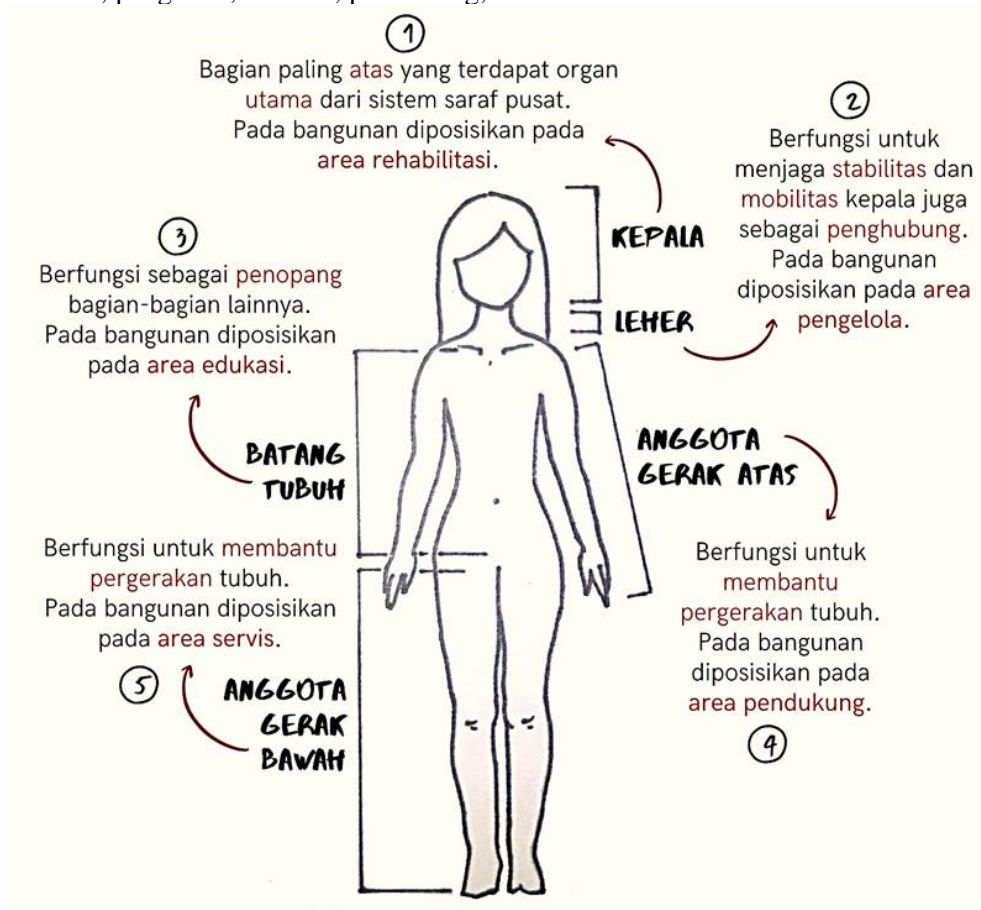 1
Bagian paling atas yang terdapat organ
utama dari sistem saraf pusat.
Pada bangunan diposisikan pada
area rehabilitasi.
2
Berfungsi untuk
menjaga stabilitas dan
mobilitas kepala juga
sebagai penghubung.
Pada bangunan
diposisikan pada area
pengelola.
KEPALA
LEHER
3
Berfungsi sebagai penopang
bagian-bagian lainnya.
Pada bangunan diposisikan
pada area edukasi.
BATANG
TUBUH
ANGGOTA
GERAK ATAS
Berfungsi untuk
membantu
pergerakan tubuh.
Pada bangunan
diposisikan pada
area pendukung.
4
Berfungsi untuk membantu
pergerakan tubuh.
Pada bangunan diposisikan
pada area servis.
5
ANGGOTA
GERAK
BAWAH